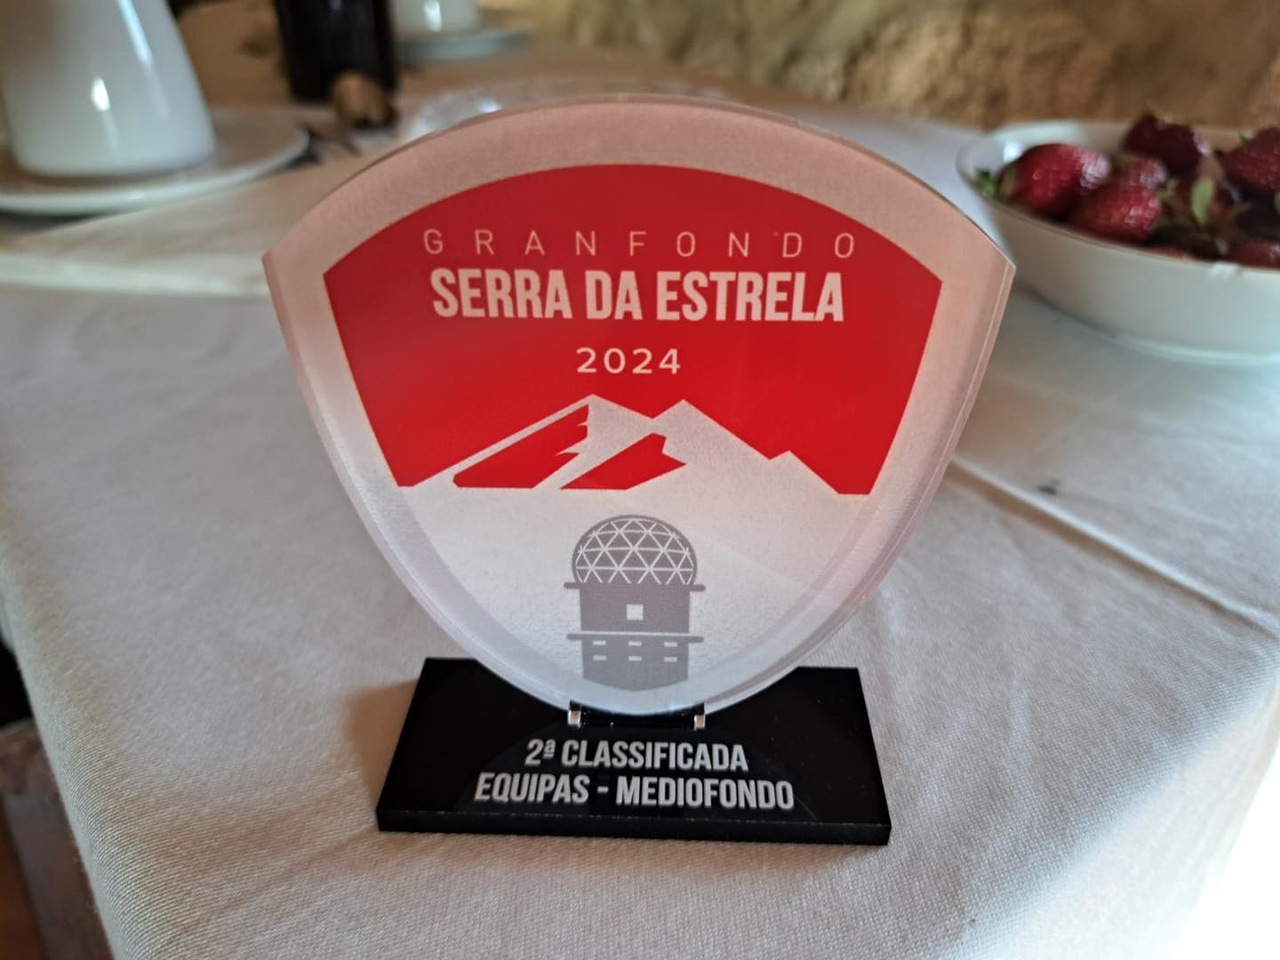 GRANFONDO
SERRA DA ESTRELA
2024
2ª CLASSIFICADA
EQUIPAS - MEDIOFONDO